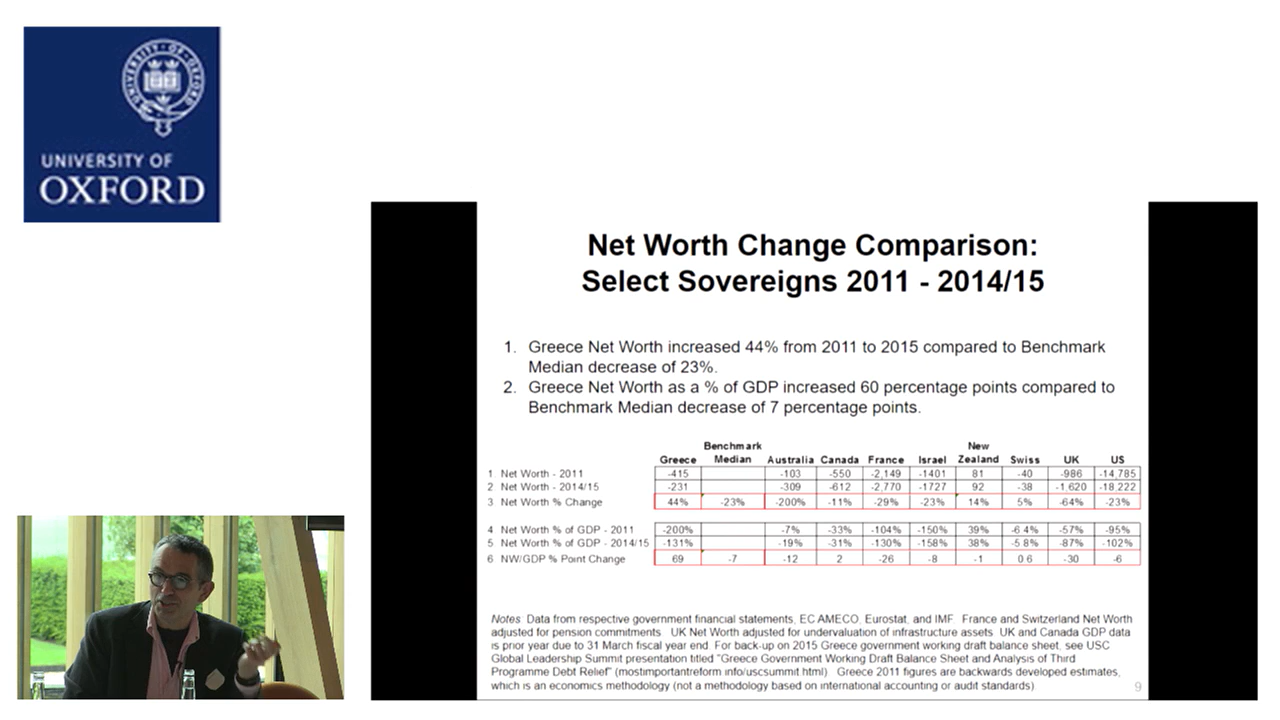 UNIVERSITY OF
OXFORD
Net Worth Change Comparison:
Select Sovereigns 2011 - 2014/15
1. Greece Net Worth increased 44% from 2011 to 2015 compared to Benchmark
Median decrease of 23%.
2. Greece Net Worth as a % of GDP increased 60 percentage points compared to
Benchmark Median decrease of 7 percentage points.
Benchmark New
Greece Median Australia Canada France Israel Zealand Swiss UK US
1 Net Worth - 2011 -415 -103 -550 -2,149 -1401 81 -40 -986 -14,785
2 Net Worth - 2014/15 -231 -309 -612 -2,770 -1727 92 -38 -1,620 -18,222
3 Net Worth % Change 44% -23% -200% -11% -29% -23% 14% 5% -64% -23%
4 Net Worth % of GDP - 2011 -200% -7% -33% -104% -150% 39% -6 4% -57% -95%
5 Net Worth % of GDP - 2014/15 -131% -19% -31% -130% -158% 38% -5 8% -87% -102%
6 NW/GDP % Point Change 69 -7 -12 2 -26 -8 -1 0 6 -30 -6
Notes Data from respective government financial statements, EC AMECO, Eurostat, and IMF. France and Switzerland Net Worth
adjusted for pension commitments UK Net Worth adjusted for undervaluation of infrastructure assets UK and Canada GDP data
is prior year due to 31 March fiscal year end. For back-up on 2015 Greece government working draft balance sheet, see USC
Global Leadership Summit presentation titled "Greece Government Working Draft Balance Sheet and Analysis of Third
Programme Debt Relief" (mostimportantreform info/uscsummit html) Greece 2011 figures are backwards developed estimates,
which is an economics methodology (not a methodology based on international accounting or audit standards)
9